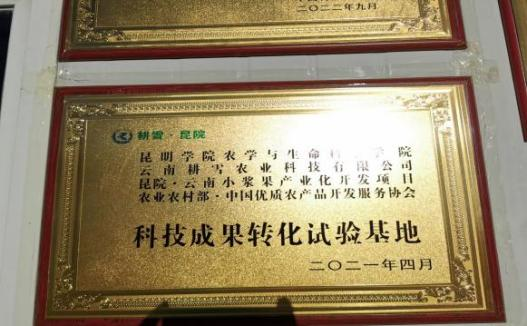 二〇二二年九月
耕雪·昆院
昆明学院农学与生命科学学院
云南耕雪农业科技有限公司
昆院·云南小浆果产业化开发项目
农业农村部·中国优质农产品开发服务协会
科技成果转化试验基地
二〇二一年四月